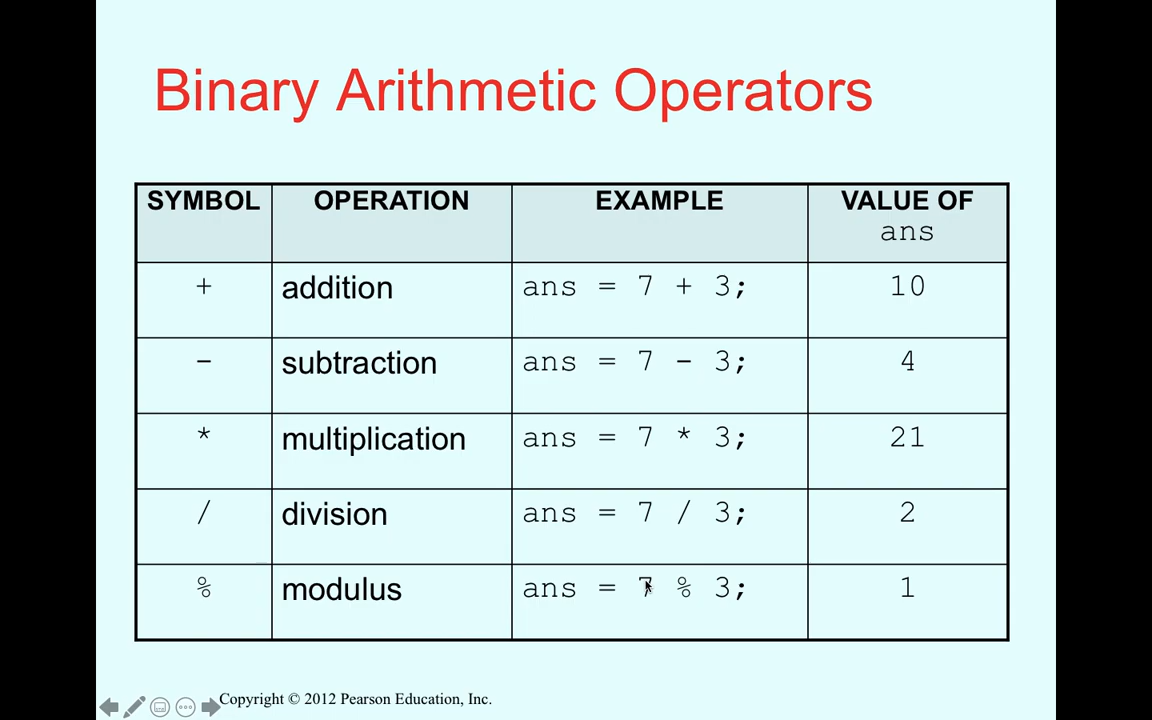 Binary Arithmetic Operators
SYMBOL OPERATION EXAMPLE VALUE OF
ans
+ addition ans = 7 + 3; 10
- subtraction ans = 7 - 3; 4
* multiplication ans = 7 * 3; 21
/ division ans = 7 / 3; 2
% modulus ans = 7 % 3; 1
Copyright © 2012 Pearson Education, Inc.